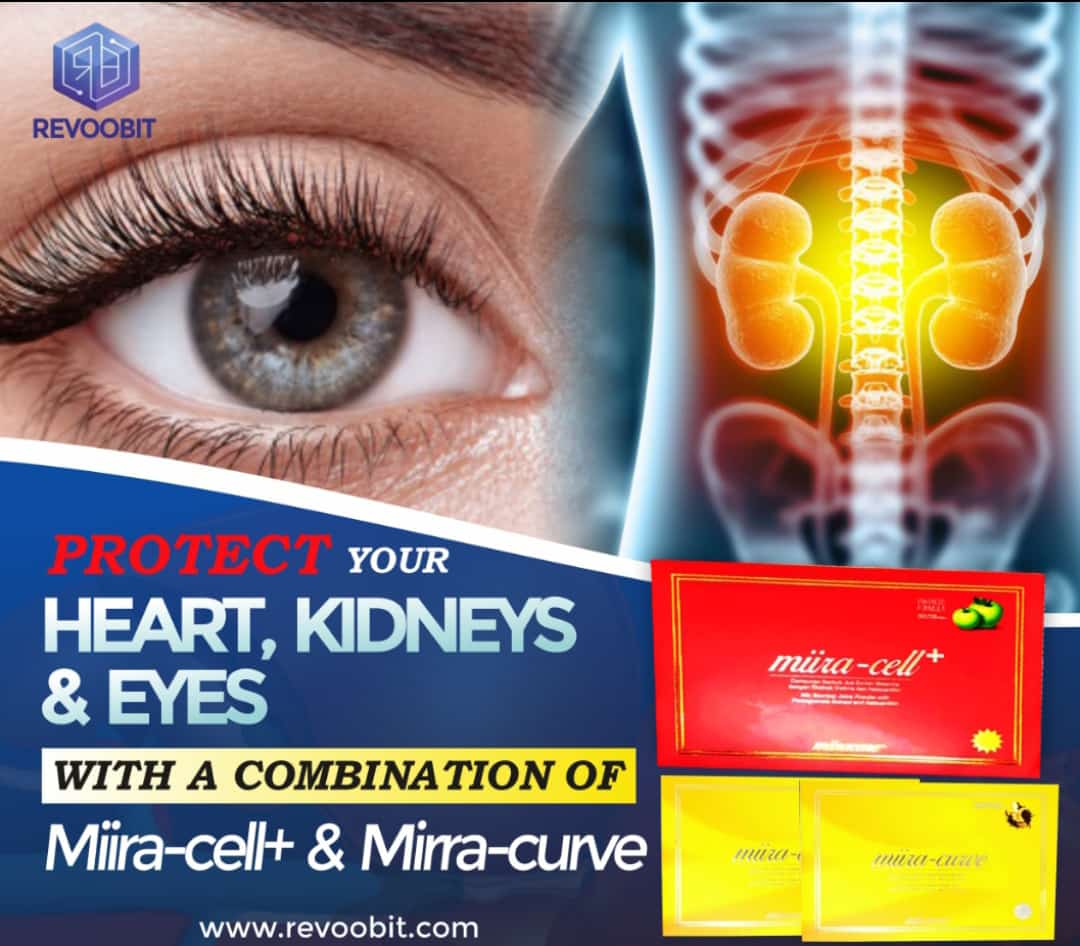 REVOOBIT
PROTECT YOUR
HEART, KIDNEYS
& EYES
WITH A COMBINATION OF
Miira-cell+ & Mirra-curve
www.revoobit.com
miira-cell+
miira-c
miira-curve